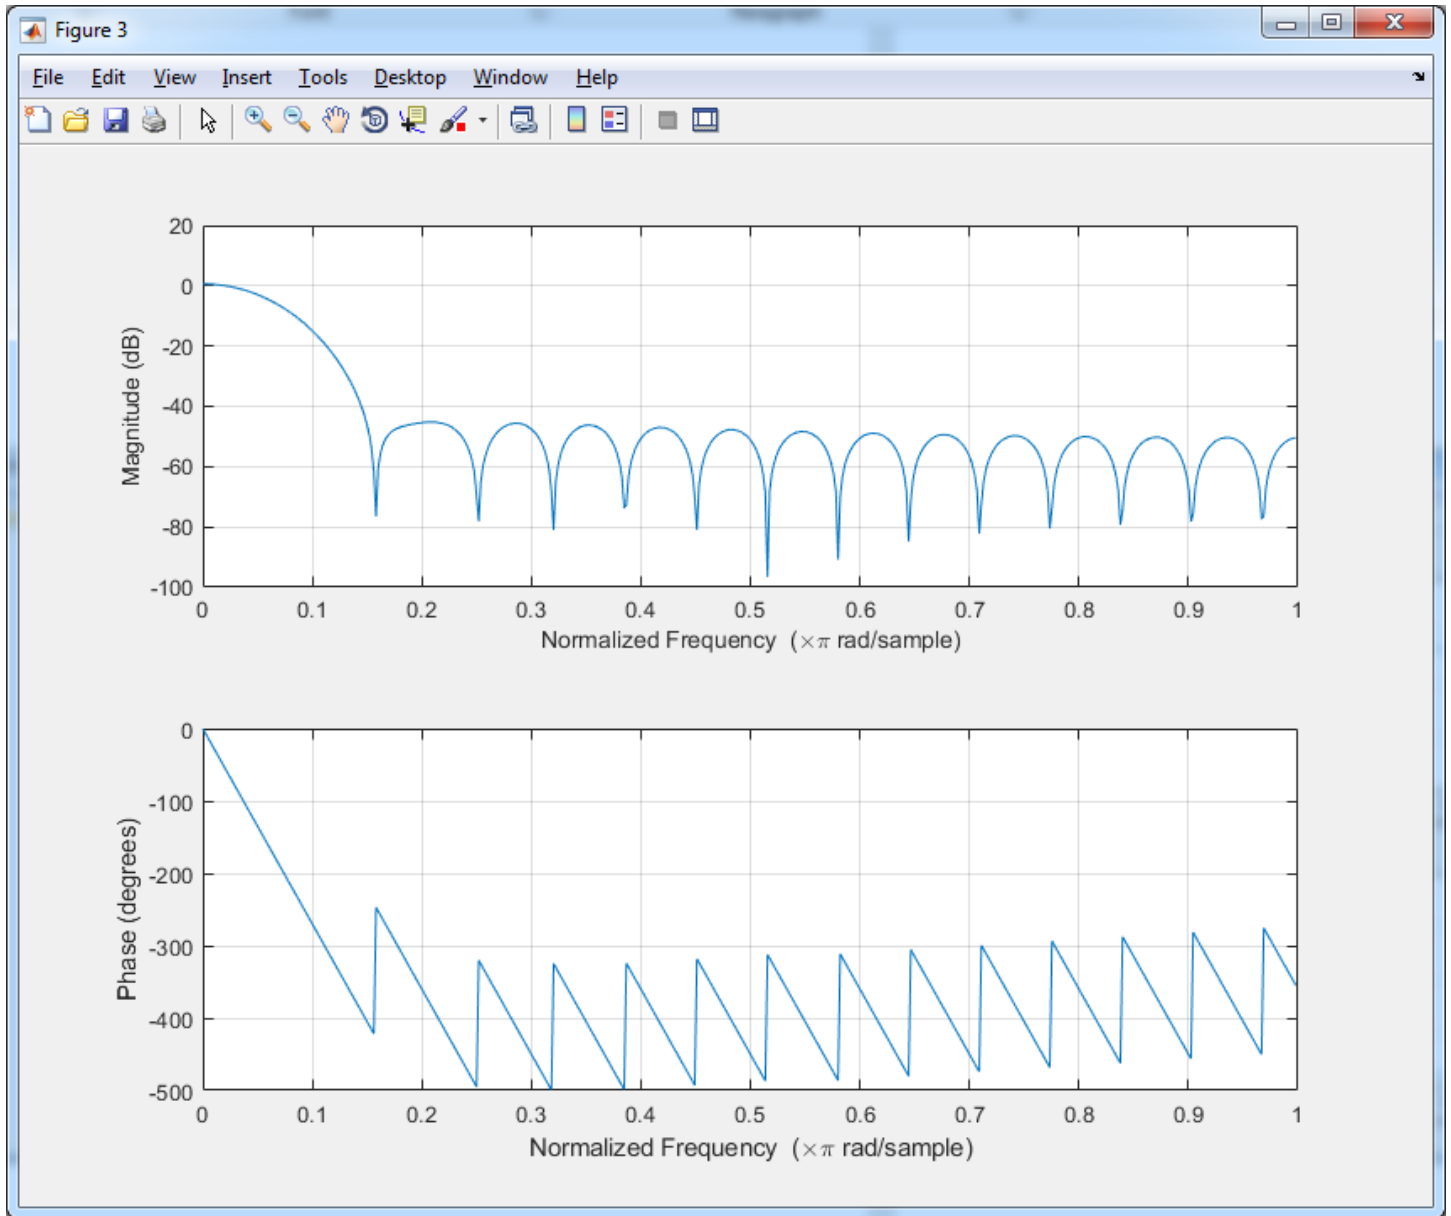 Figure 3
File Edit View Insert Tools Desktop Window Help
20
0
-20
-40
-60
-80
-100
Magnitude (dB)
0 0.1 0.2 0.3 0.4 0.5 0.6 0.7 0.8 0.9 1
Normalized Frequency (×π rad/sample)
0
-100
-200
-300
-400
-500
Phase (degrees)
0 0.1 0.2 0.3 0.4 0.5 0.6 0.7 0.8 0.9 1
Normalized Frequency (×π rad/sample)